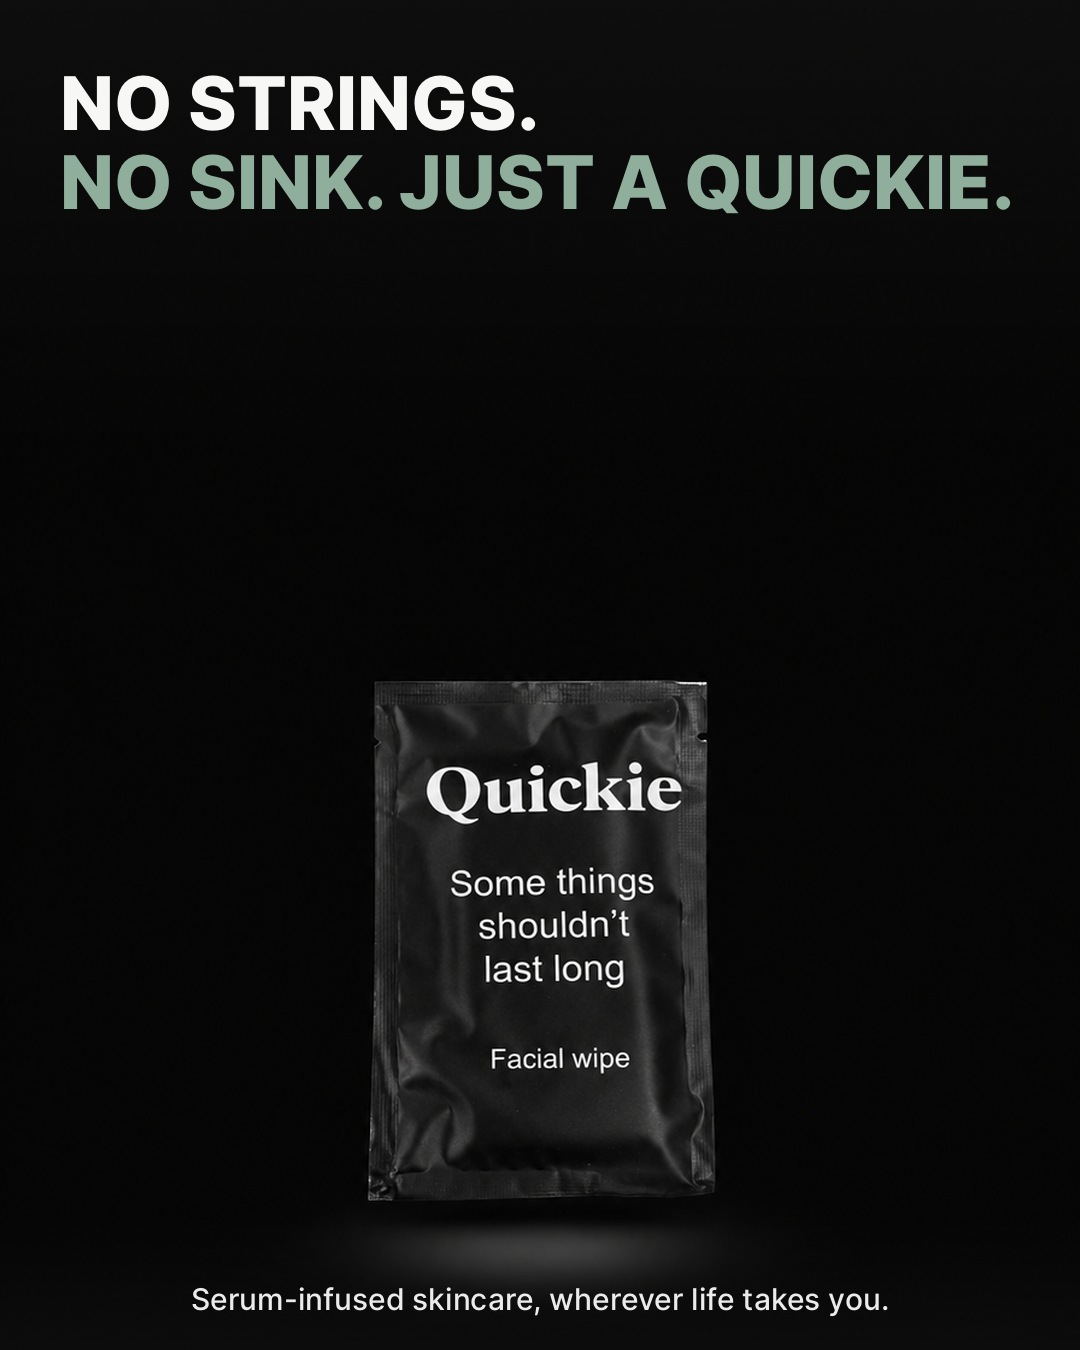 NO STRINGS.
NO SINK. JUST A QUICKIE.
Quickie
Some things
shouldn’t
last long
Facial wipe
Serum-infused skincare, wherever life takes you.